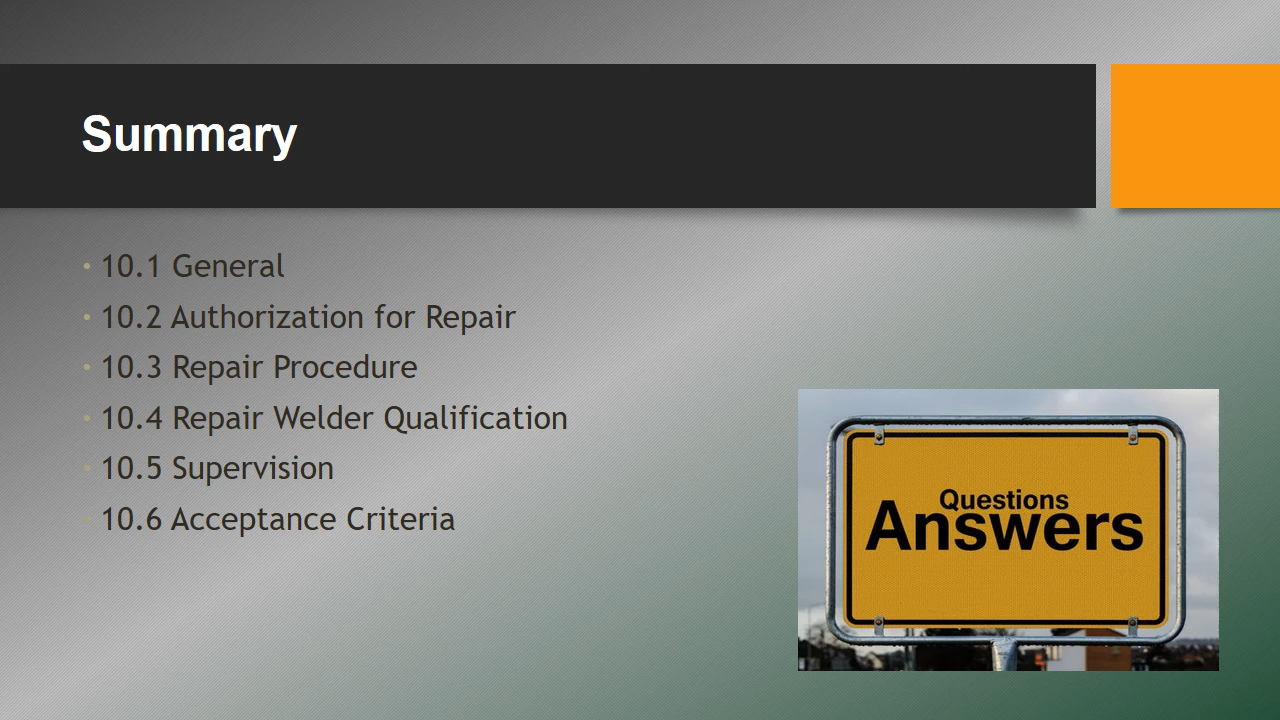 Summary
10.1 General
10.2 Authorization for Repair
10.3 Repair Procedure
10.4 Repair Welder Qualification
10.5 Supervision
10.6 Acceptance Criteria
Questions
Answers